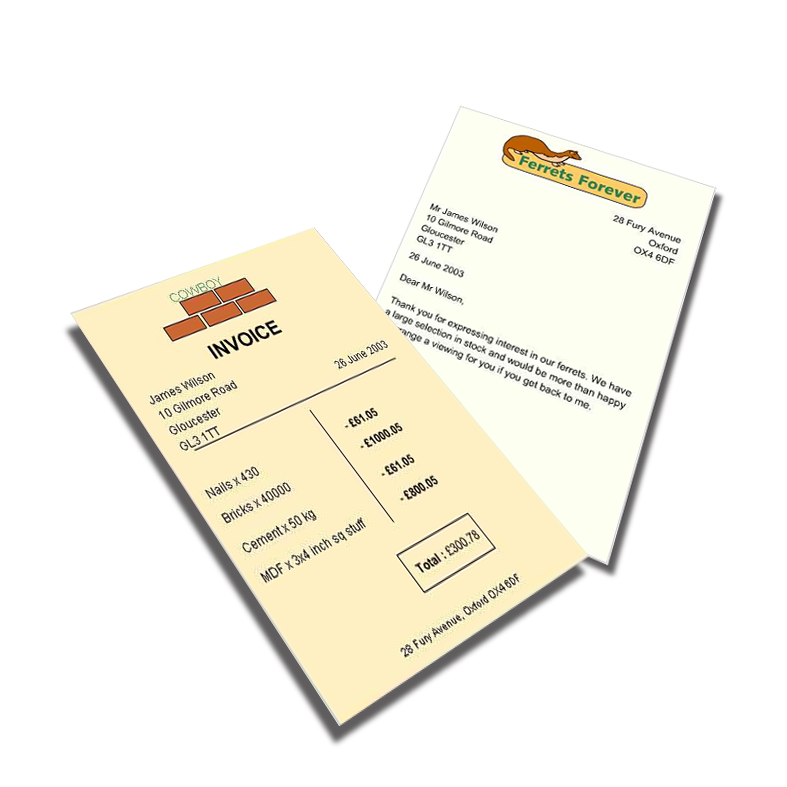 COWBOY
INVOICE
26 June 2003
James Wilson
10 Gilmore Road
Gloucester
GL3 1TT
Nails x 430
- £61.05
Bricks x 40000
- £1000.05
Cement x 50 kg
- £61.05
MDF x 3x4 inch sq stuff
- £800.05
Total : £300.78
28 Fury Avenue, Oxford OX4 6DF
Ferrets Forever
28 Fury Avenue
Oxford
OX4 6DF
Mr James Wilson
10 Gilmore Road
Gloucester
GL3 1TT
26 June 2003
Dear Mr Wilson,
Thank you for expressing interest in our ferrets. We have
a large selection in stock and would be more than happy
a viewing for you if you get back to me.